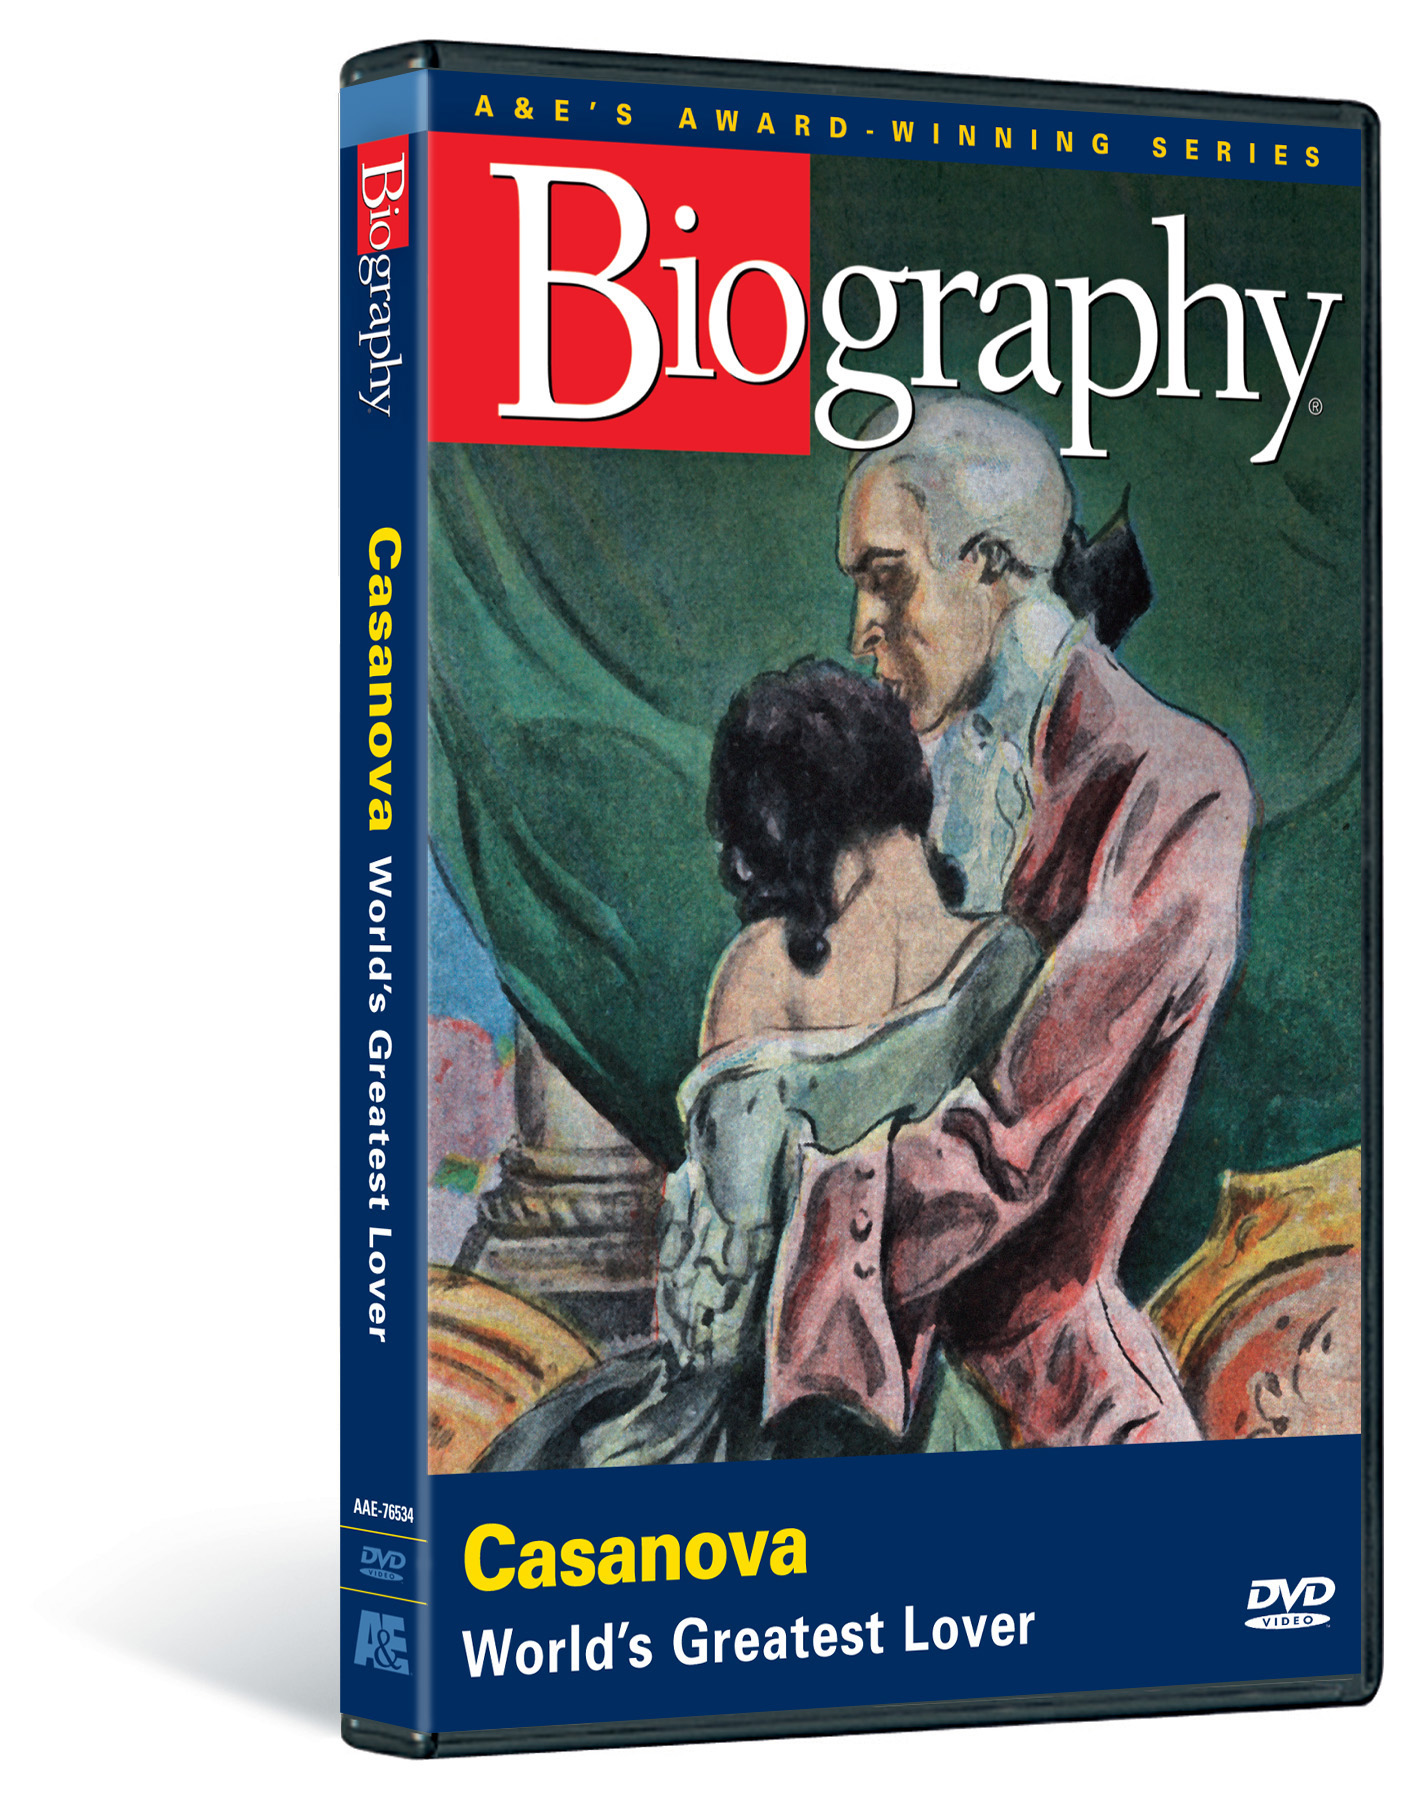 A&E'S AWARD-WINNING SERIES
Biography®
Casanova
World's Greatest Lover
DVD
VIDEO
Biography
Casanova World's Greatest Lover
AAE-76534
DVD
VIDEO
A&E